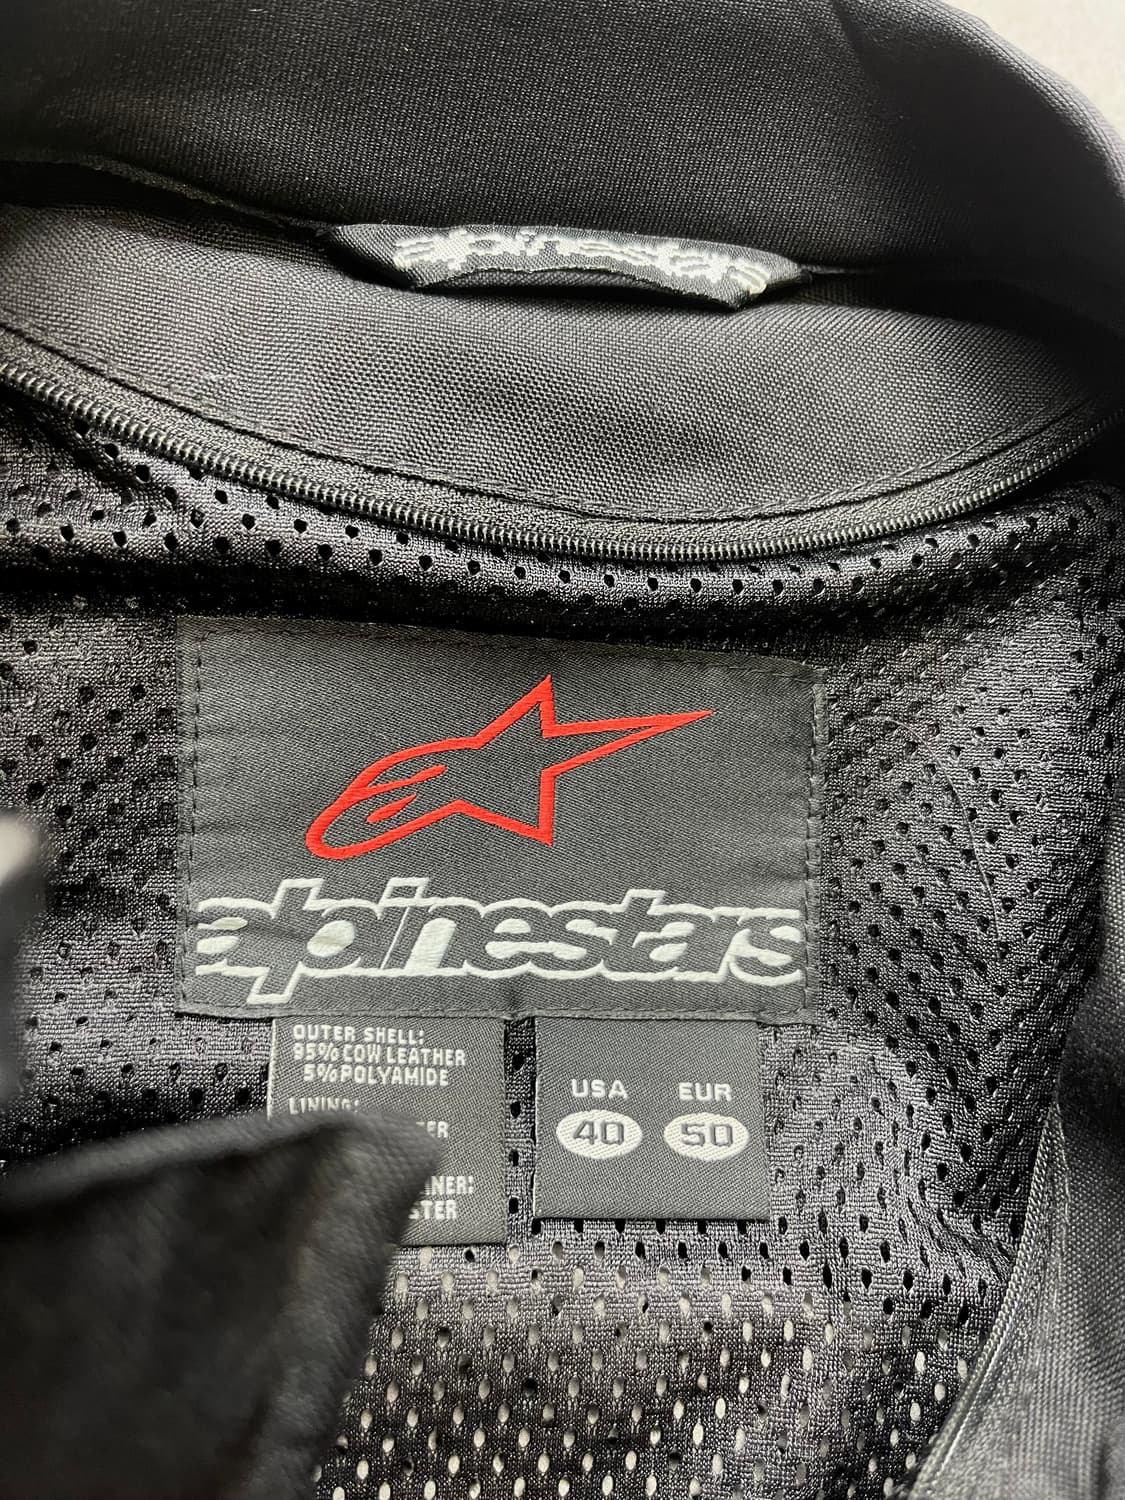 alpinestars
alpinestars
OUTER SHELL:
95% COW LEATHER
5% POLYAMIDE
LINING:
USA EUR
40 50